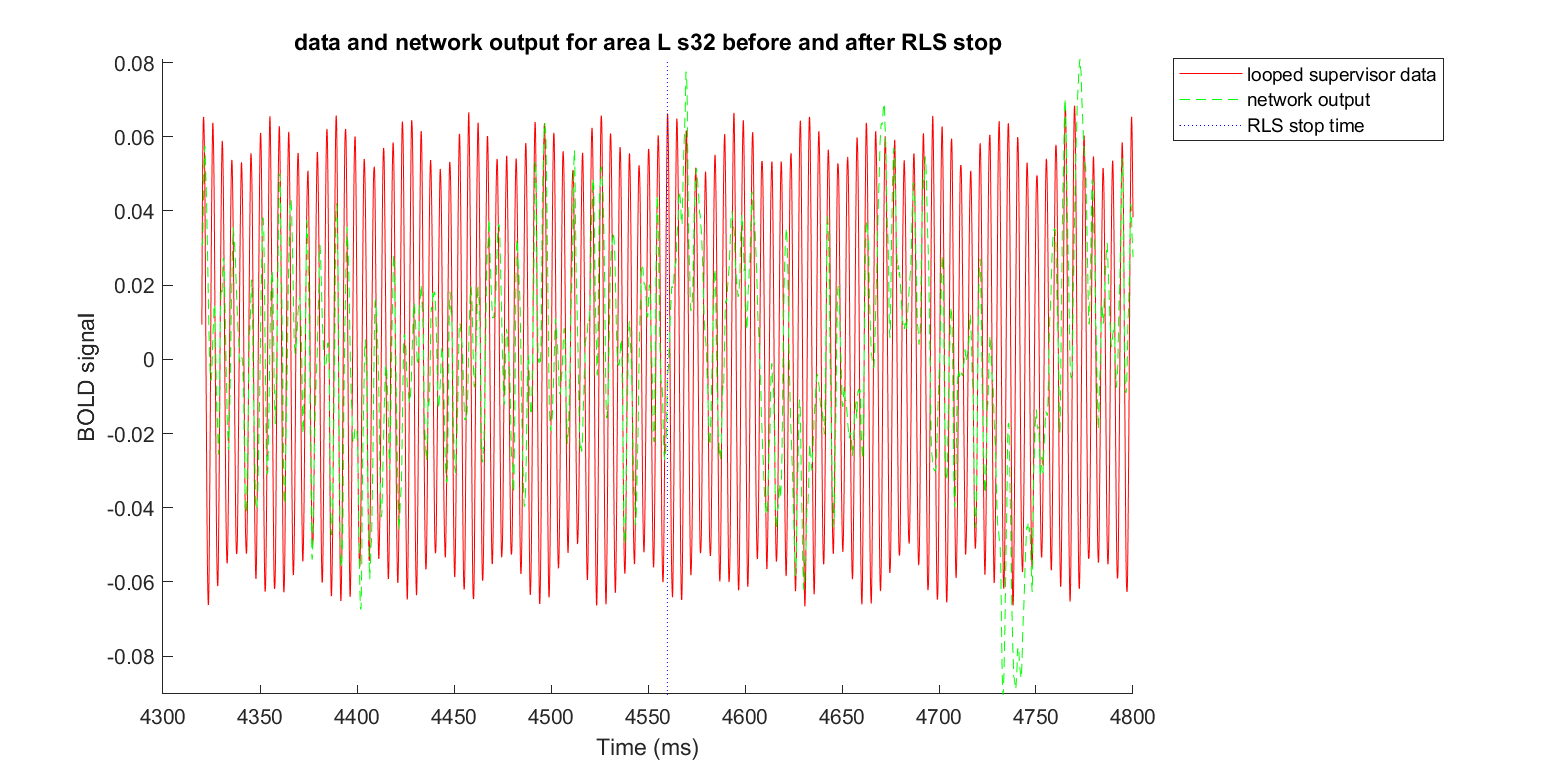 data and network output for area L s32 before and after RLS stop
looped supervisor data
network output
RLS stop time
0.08
0.06
0.04
0.02
0
-0.02
-0.04
-0.06
-0.08
BOLD signal
4300 4350 4400 4450 4500 4550 4600 4650 4700 4750 4800
Time (ms)